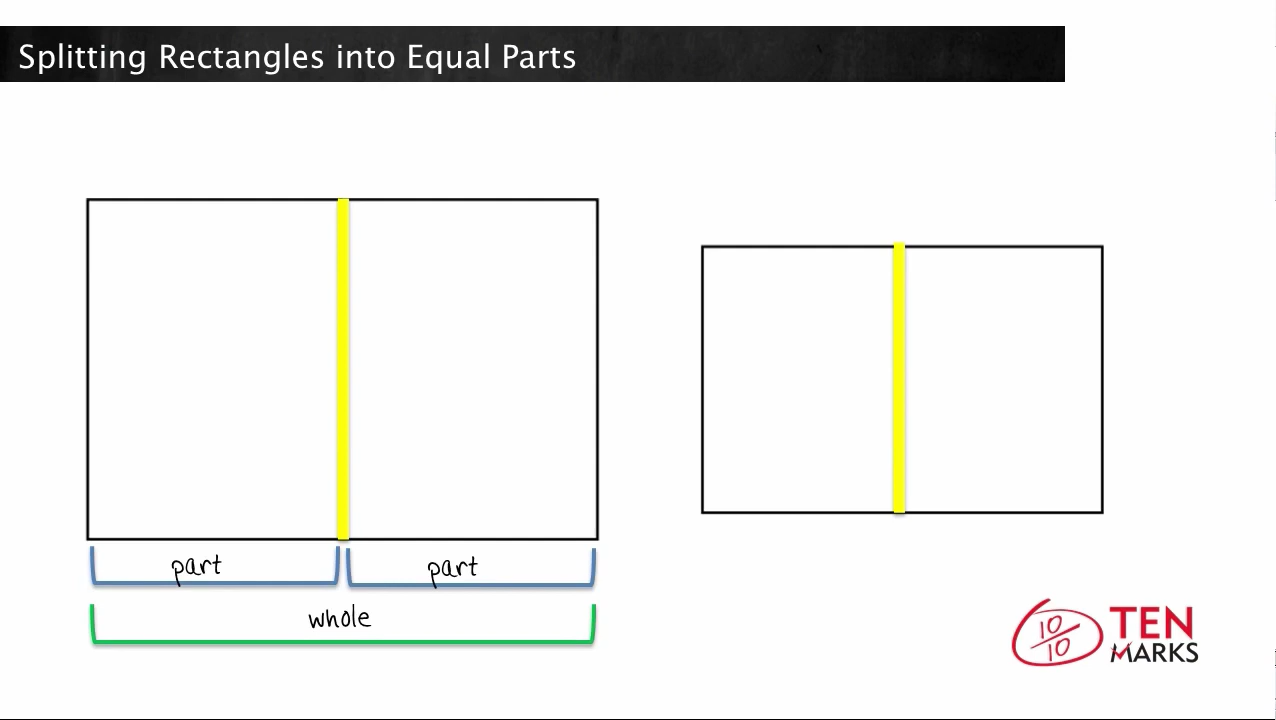 Splitting Rectangles into Equal Parts
part part
whole
10/10 TEN
MARKS